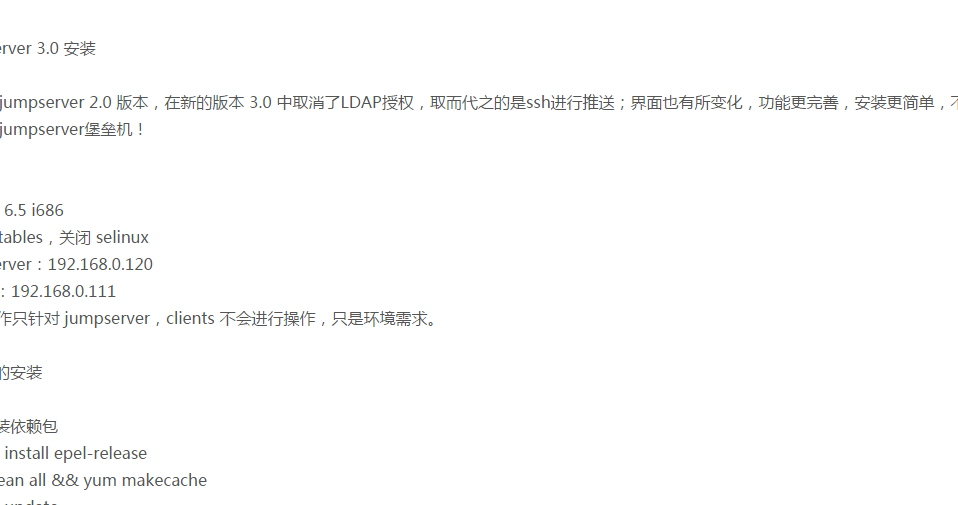 erver 3.0 安装
jumpserver 2.0 版本，在新的版本 3.0 中取消了LDAP授权，取而代之的是ssh进行推送；界面也有所变化，功能更完善，安装更简单，不
jumpserver堡垒机！
6.5 i686
tables，关闭 selinux
erver：192.168.0.120
：192.168.0.111
作只针对 jumpserver，clients 不会进行操作，只是环境需求。
的安装
装依赖包
install epel-release
ean all && yum makecache
update